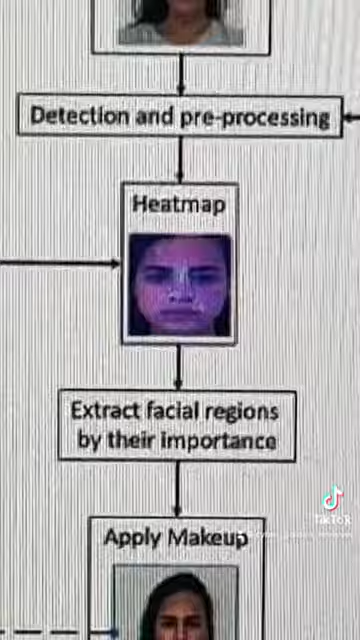 Detection and pre-processing
Heatmap
Extract facial regions
by their importance
Apply Makeup
TikTok